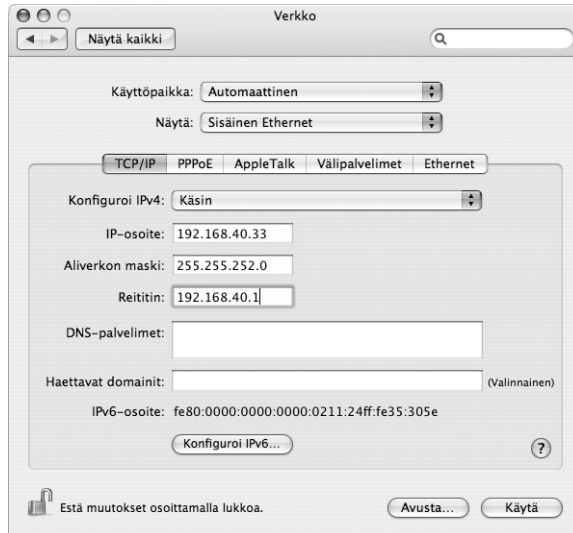 Verkko
Näytä kaikki
Käyttöpaikka: Automaattinen
Näytä: Sisäinen Ethernet
TCP/IP PPPoE AppleTalk Välipalvelimet Ethernet
Konfiguroi IPv4: Käsin
IP-osoite: 192.168.40.33
Aliverkon maski: 255.255.252.0
Reititin: 192.168.40.1
DNS-palvelimet:
Haettavat domainit: (Valinnainen)
IPv6-osoite: fe80:0000:0000:0000:0211:24ff:fe35:305e
Konfiguroi IPv6... ?
Estä muutokset osoittamalla lukkoa. Avusta... Käytä